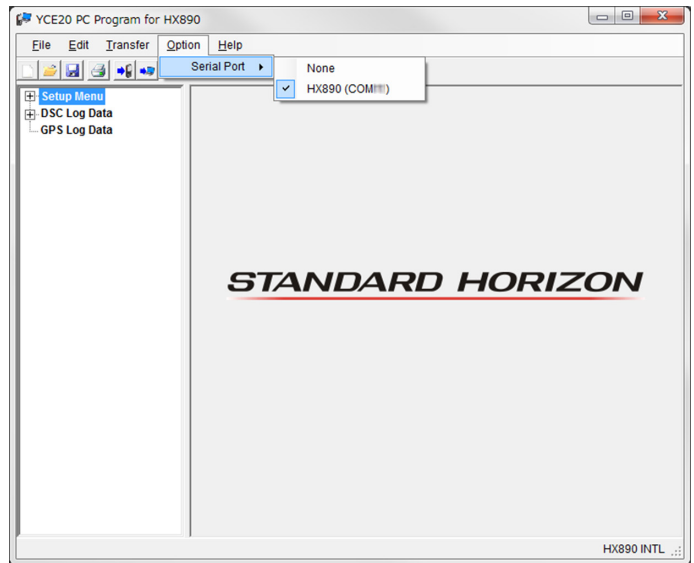 YCE20 PC Program for HX890
File Edit Transfer Option Help
Serial Port
None
HX890 (COM
Setup Menu
DSC Log Data
GPS Log Data
STANDARD HORIZON
HX890 INTL